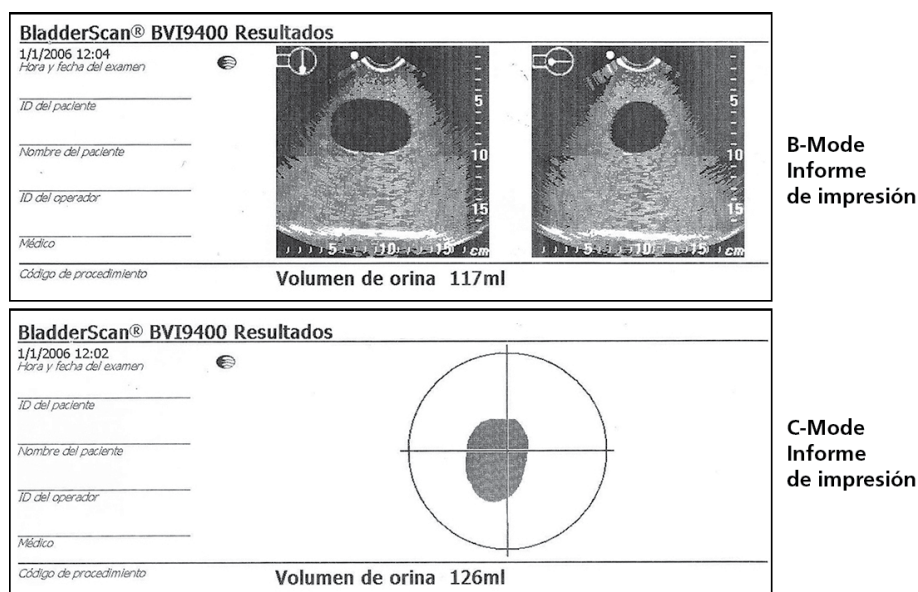 BladderScan® BVI9400 Resultados
1/1/2006 12:04
Hora y fecha del examen
ID del paciente
Nombre del paciente
ID del operador
Médico
Código de procedimiento
5
10
15
5
10
15
cm
5
10
15
5
10
15
cm
Volumen de orina 117ml
B-Mode
Informe
de impresión
BladderScan® BVI9400 Resultados
1/1/2006 12:02
Hora y fecha del examen
ID del paciente
Nombre del paciente
ID del operador
Médico
Código de procedimiento
Volumen de orina 126ml
C-Mode
Informe
de impresión